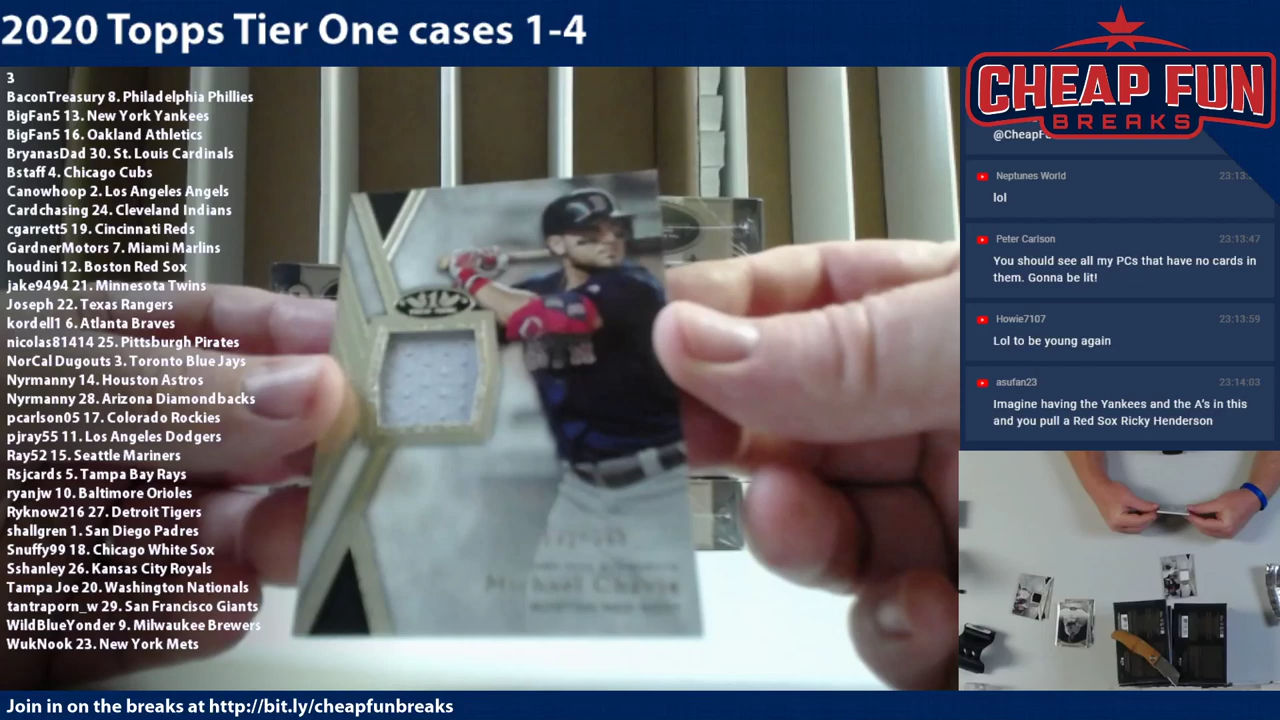 2020 Topps Tier One cases 1-4
3
BaconTreasury 8. Philadelphia Phillies
BigFan5 13. New York Yankees
BigFan5 16. Oakland Athletics
BryanasDad 30. St. Louis Cardinals
Bstaff 4. Chicago Cubs
Canowhoop 2. Los Angeles Angels
Cardchasing 24. Cleveland Indians
cgarrett5 19. Cincinnati Reds
GardnerMotors 7. Miami Marlins
houdini 12. Boston Red Sox
jake9494 21. Minnesota Twins
Joseph 22. Texas Rangers
kordell1 6. Atlanta Braves
nicolas81414 25. Pittsburgh Pirates
NorCal Dugouts 3. Toronto Blue Jays
Nyrmanny 14. Houston Astros
Nyrmanny 28. Arizona Diamondbacks
pcarlson05 17. Colorado Rockies
pjray55 11. Los Angeles Dodgers
Ray52 15. Seattle Mariners
Rsjcards 5. Tampa Bay Rays
ryanjw 10. Baltimore Orioles
Ryknow216 27. Detroit Tigers
shallgren 1. San Diego Padres
Snuffy99 18. Chicago White Sox
Sshanley 26. Kansas City Royals
Tampa Joe 20. Washington Nationals
tantraporn_w 29. San Francisco Giants
WildBlueYonder 9. Milwaukee Brewers
WukNook 23. New York Mets
Michael Chavis
CHEAP FUN
BREAKS
Neptunes World
lol
Peter Carlson 23:13:47
You should see all my PCs that have no cards in
them. Gonna be lit!
Howie7107 23:13:59
Lol to be young again
asufan23 23:14:03
Imagine having the Yankees and the A's in this
and you pull a Red Sox Ricky Henderson
Join in on the breaks at http://bit.ly/cheapfunbreaks